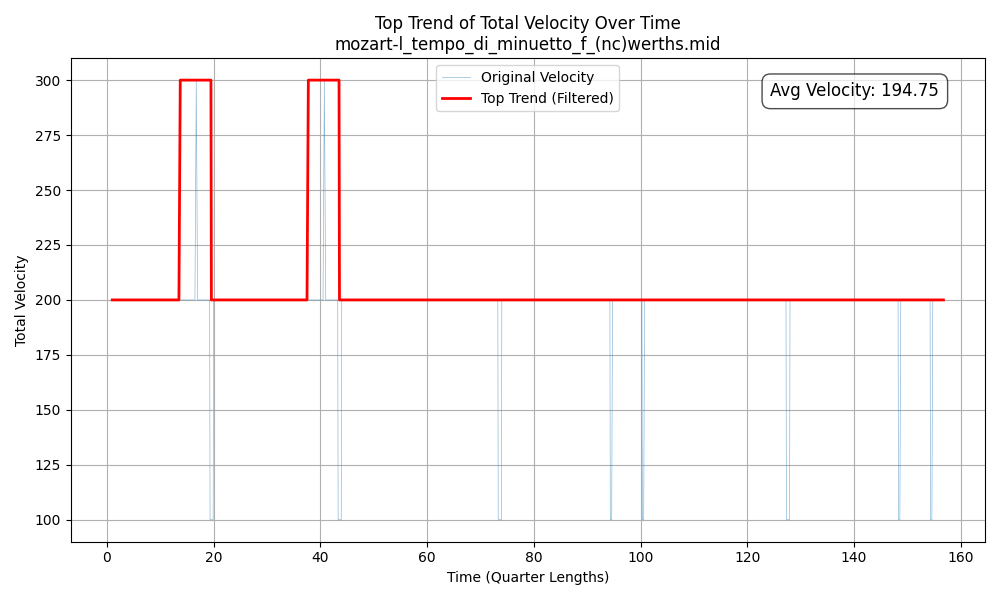 Top Trend of Total Velocity Over Time
mozart-l_tempo_di_minuetto_f_(nc)werths.mid
Original Velocity
Top Trend (Filtered)
Avg Velocity: 194.75
Total Velocity
300
275
250
225
200
175
150
125
100
0 20 40 60 80 100 120 140 160
Time (Quarter Lengths)